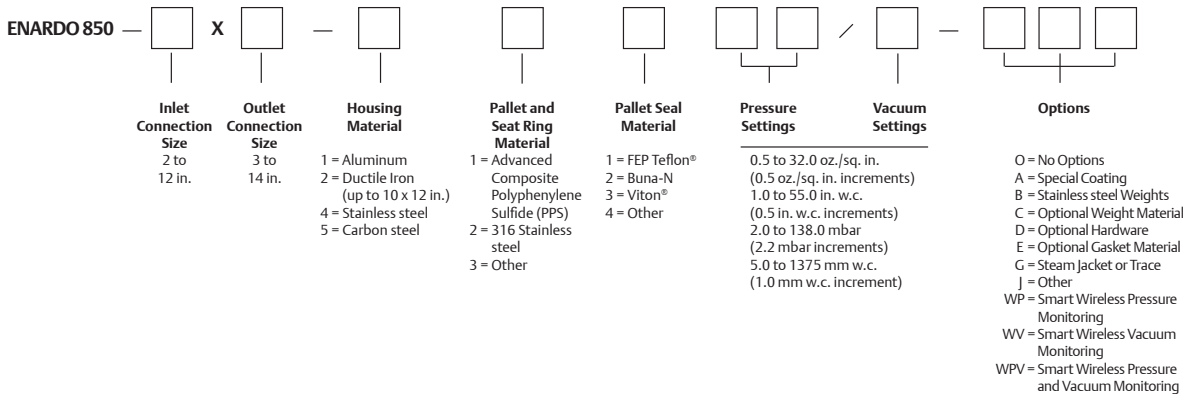 ENARDO 850 — X — / —
Inlet
Connection
Size
2 to
12 in.
Outlet
Connection
Size
3 to
14 in.
Housing
Material
1 = Aluminum
2 = Ductile Iron
(up to 10 x 12 in.)
4 = Stainless steel
5 = Carbon steel
Pallet and
Seat Ring
Material
1 = Advanced
Composite
Polyphenylene
Sulfide (PPS)
2 = 316 Stainless
steel
3 = Other
Pallet Seal
Material
1 = FEP Teflon®
2 = Buna-N
3 = Viton®
4 = Other
Pressure
Settings
Vacuum
Settings
0.5 to 32.0 oz./sq. in.
(0.5 oz./sq. in. increments)
1.0 to 55.0 in. w.c.
(0.5 in. w.c. increments)
2.0 to 138.0 mbar
(2.2 mbar increments)
5.0 to 1375 mm w.c.
(1.0 mm w.c. increment)
Options
O = No Options
A = Special Coating
B = Stainless steel Weights
C = Optional Weight Material
D = Optional Hardware
E = Optional Gasket Material
G = Steam Jacket or Trace
J = Other
WP = Smart Wireless Pressure
Monitoring
WV = Smart Wireless Vacuum
Monitoring
WPV = Smart Wireless Pressure
and Vacuum Monitoring